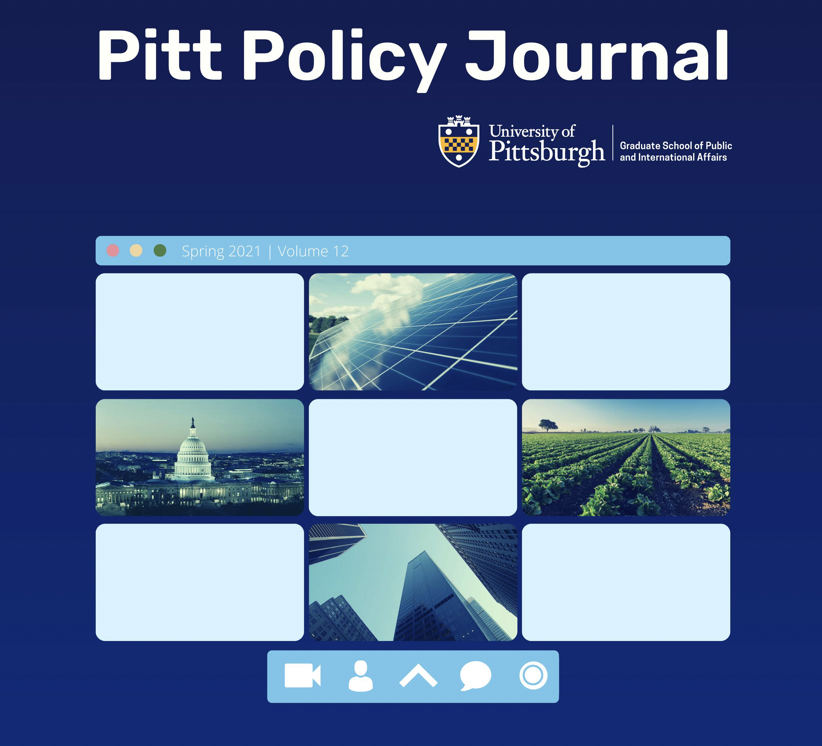 Pitt Policy Journal
University of
Pittsburgh
Graduate School of Public
and International Affairs
Spring 2021 | Volume 12